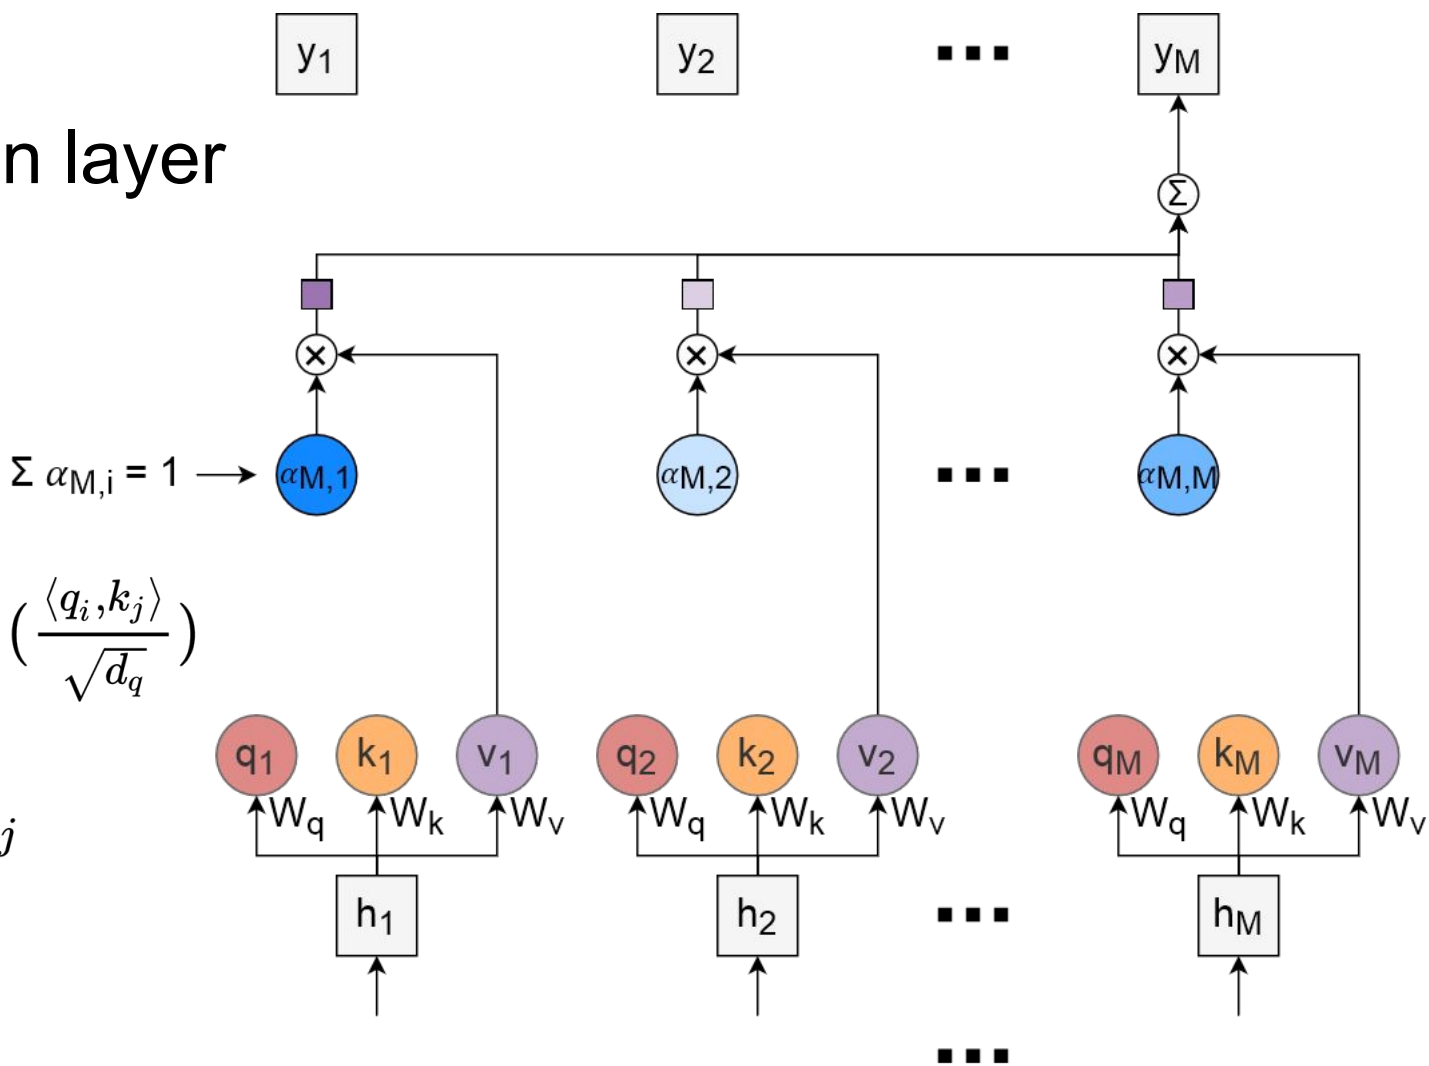 y1 y2 ... yM
n layer
Σ
× × ×
Σ αM,i = 1 → αM,1 αM,2 ... αM,M
(⟨qi,kj⟩ / √dq)
q1 k1 v1 q2 k2 v2 qM kM vM
Wq Wk Wv Wq Wk Wv Wq Wk Wv
j
h1 h2 ... hM
...